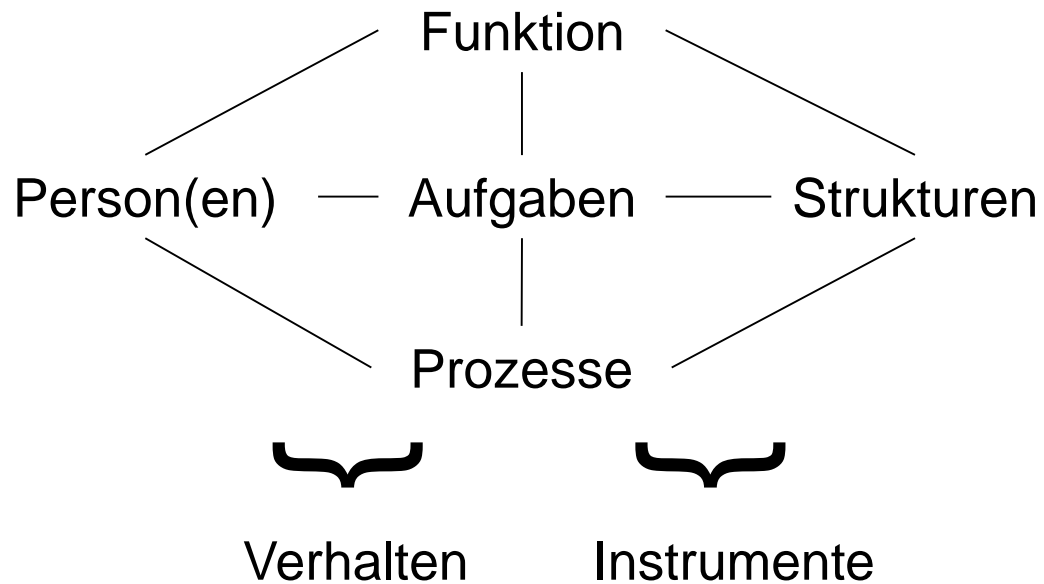 Funktion
Person(en) Aufgaben Strukturen
Prozesse
Verhalten Instrumente